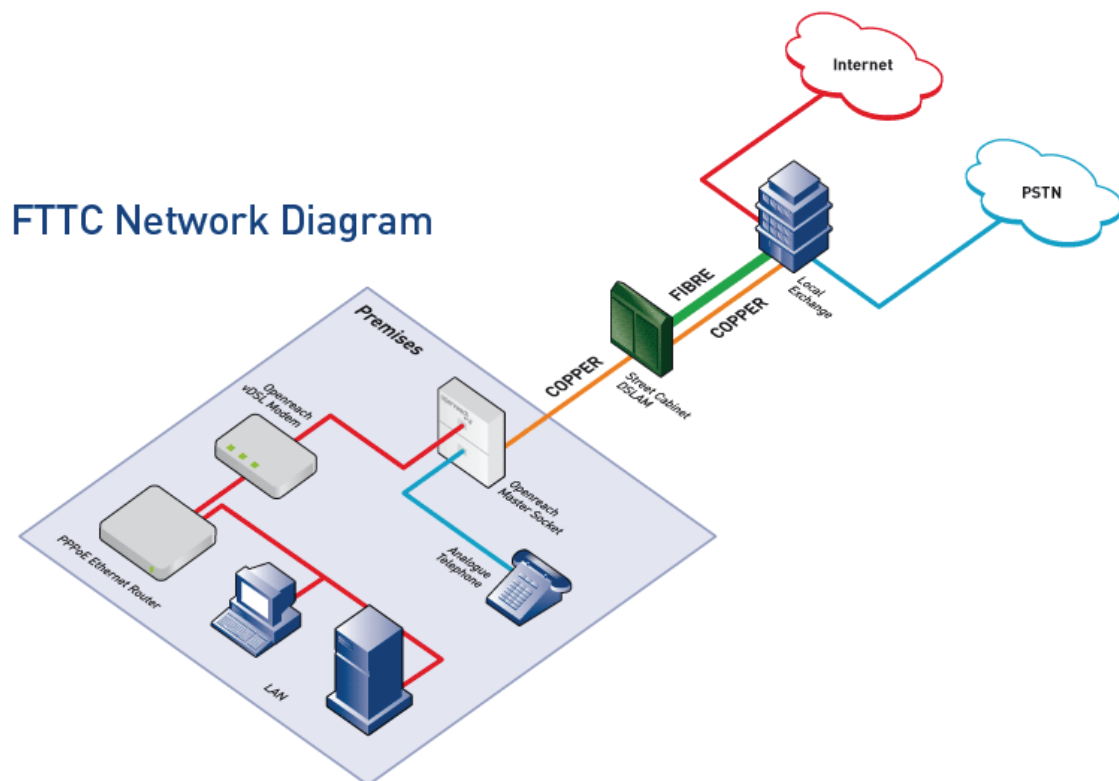 Internet
PSTN
FTTC Network Diagram
Local
Exchange
FIBRE
COPPER
COPPER
Street Cabinet
DSLAM
Premises
Openreach
vDSL Modem
openreach
Openreach
Master Socket
PPPoE Ethernet Router
Analogue
Telephone
LAN